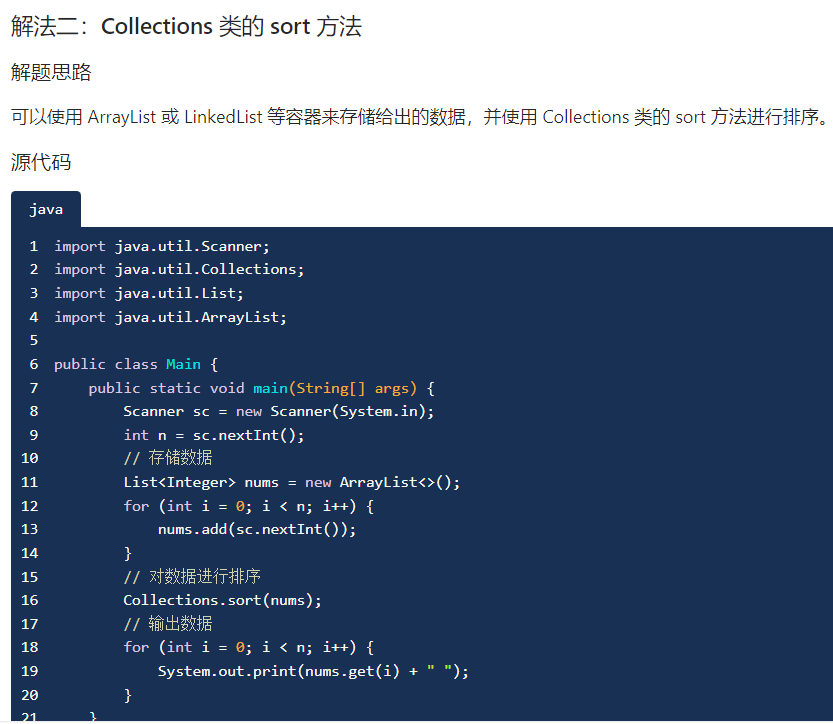 解法二：Collections 类的 sort 方法
解题思路
可以使用 ArrayList 或 LinkedList 等容器来存储给出的数据，并使用 Collections 类的 sort 方法进行排序。
源代码
java
1 import java.util.Scanner;
2 import java.util.Collections;
3 import java.util.List;
4 import java.util.ArrayList;
5
6 public class Main {
7     public static void main(String[] args) {
8         Scanner sc = new Scanner(System.in);
9         int n = sc.nextInt();
10         // 存储数据
11         List<Integer> nums = new ArrayList<>();
12         for (int i = 0; i < n; i++) {
13             nums.add(sc.nextInt());
14         }
15         // 对数据进行排序
16         Collections.sort(nums);
17         // 输出数据
18         for (int i = 0; i < n; i++) {
19             System.out.print(nums.get(i) + " ");
20         }
21     }